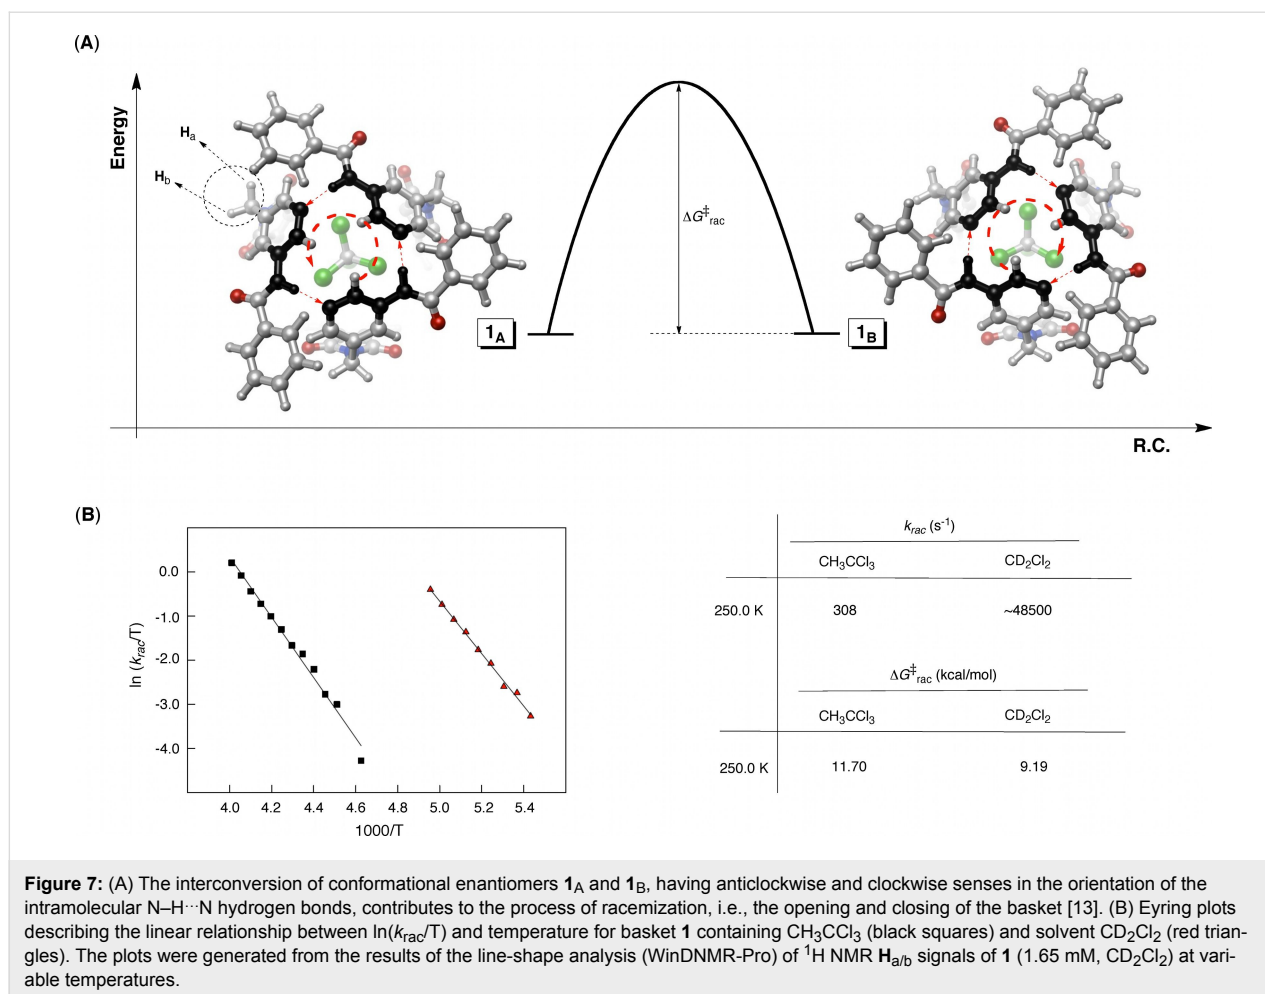 (A)
Energy
Ha
Hb
ΔG‡rac
1A
1B
R.C.
(B)
ln (krac/T)
0.0
-1.0
-2.0
-3.0
-4.0
4.0 4.2 4.4 4.6 4.8 5.0 5.2 5.4
1000/T
krac (s-1)
CH3CCl3 CD2Cl2
250.0 K 308 ~48500
ΔG‡rac (kcal/mol)
CH3CCl3 CD2Cl2
250.0 K 11.70 9.19
Figure 7: (A) The interconversion of conformational enantiomers 1A and 1B, having anticlockwise and clockwise senses in the orientation of the
intramolecular N–H···N hydrogen bonds, contributes to the process of racemization, i.e., the opening and closing of the basket [13]. (B) Eyring plots
describing the linear relationship between ln(krac/T) and temperature for basket 1 containing CH3CCl3 (black squares) and solvent CD2Cl2 (red trian-
gles). The plots were generated from the results of the line-shape analysis (WinDNMR-Pro) of 1H NMR Ha/b signals of 1 (1.65 mM, CD2Cl2) at vari-
able temperatures.